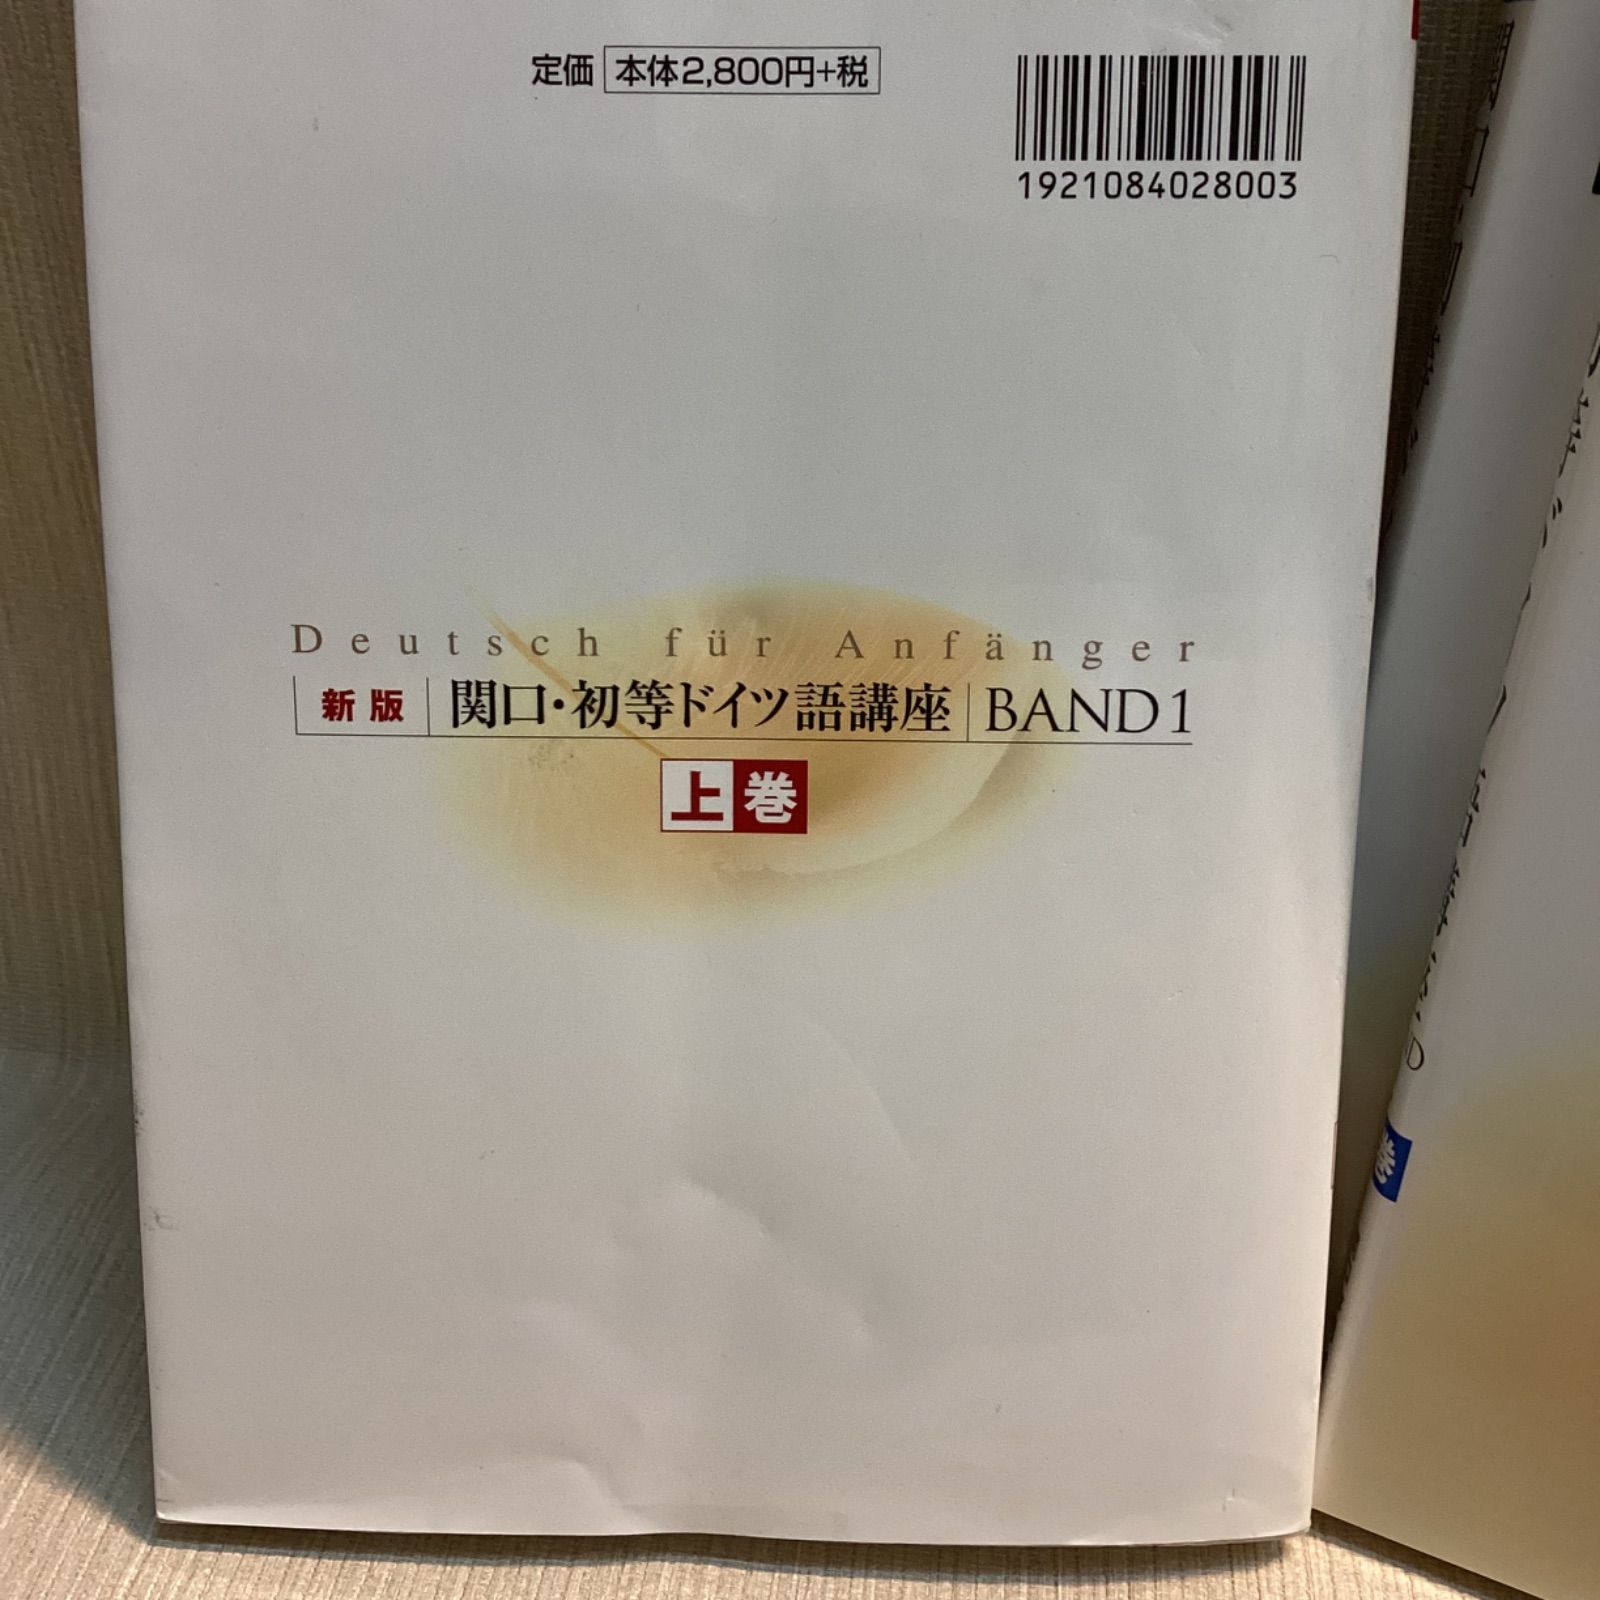 定価 本体2,800円+税
1921084028003
Deutsch für Anfänger
新版 関口・初等ドイツ語講座 BAND1
上巻
巻